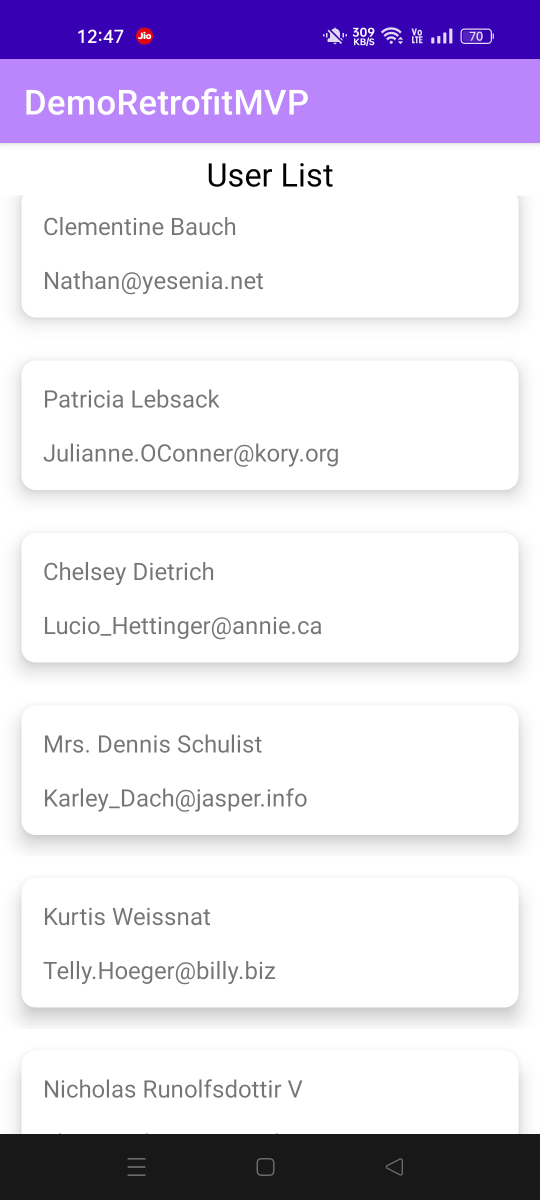 12:47 Jio 309 KB/S Vo LTE 70
DemoRetrofitMVP
User List
Clementine Bauch
Nathan@yesenia.net
Patricia Lebsack
Julianne.OConner@kory.org
Chelsey Dietrich
Lucio_Hettinger@annie.ca
Mrs. Dennis Schulist
Karley_Dach@jasper.info
Kurtis Weissnat
Telly.Hoeger@billy.biz
Nicholas Runolfsdottir V